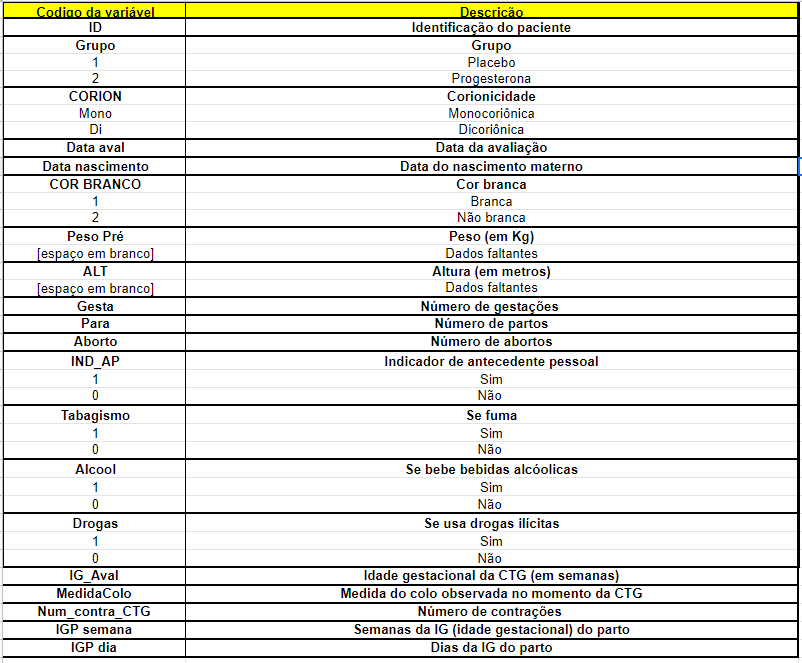 Codigo da variável Descrição
ID Identificação do paciente
Grupo Grupo
1 Placebo
2 Progesterona
CORION Corionicidade
Mono Monocoriônica
Di Dicoriônica
Data aval Data da avaliação
Data nascimento Data do nascimento materno
COR BRANCO Cor branca
1 Branca
2 Não branca
Peso Pré Peso (em Kg)
[espaço em branco] Dados faltantes
ALT Altura (em metros)
[espaço em branco] Dados faltantes
Gesta Número de gestações
Para Número de partos
Aborto Número de abortos
IND_AP Indicador de antecedente pessoal
1 Sim
0 Não
Tabagismo Se fuma
1 Sim
0 Não
Alcool Se bebe bebidas alcóolicas
1 Sim
0 Não
Drogas Se usa drogas ilícitas
1 Sim
0 Não
IG_Aval Idade gestacional da CTG (em semanas)
MedidaColo Medida do colo observada no momento da CTG
Num_contra_CTG Número de contrações
IGP semana Semanas da IG (idade gestacional) do parto
IGP dia Dias da IG do parto